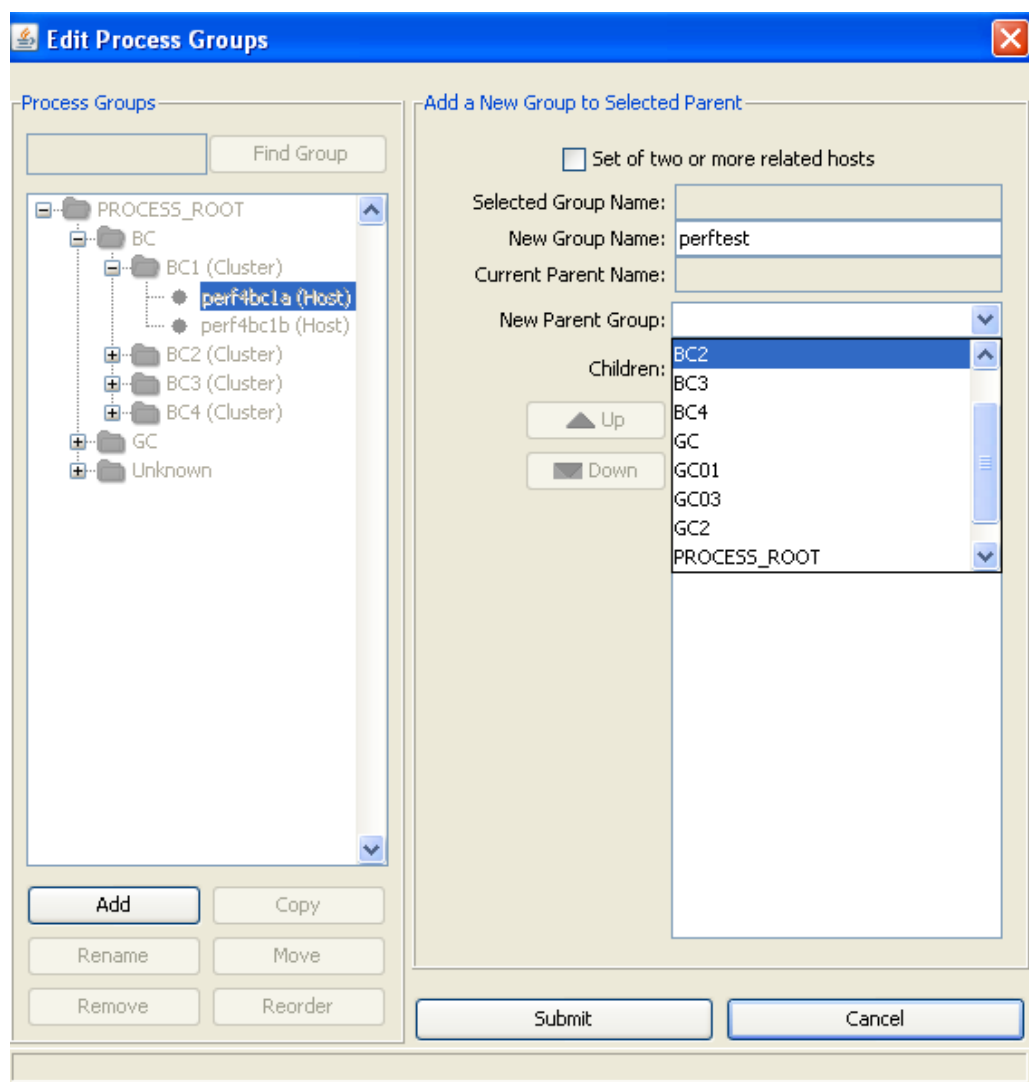 Edit Process Groups
Process Groups
Find Group
PROCESS_ROOT
BC
BC1 (Cluster)
perf4bc1a (Host)
perf4bc1b (Host)
BC2 (Cluster)
BC3 (Cluster)
BC4 (Cluster)
GC
Unknown
Add
Copy
Rename
Move
Remove
Reorder
Add a New Group to Selected Parent
Set of two or more related hosts
Selected Group Name:
New Group Name: perftest
Current Parent Name:
New Parent Group:
BC2
BC3
BC4
GC
GC01
GC03
GC2
PROCESS_ROOT
Children:
Up
Down
Submit
Cancel